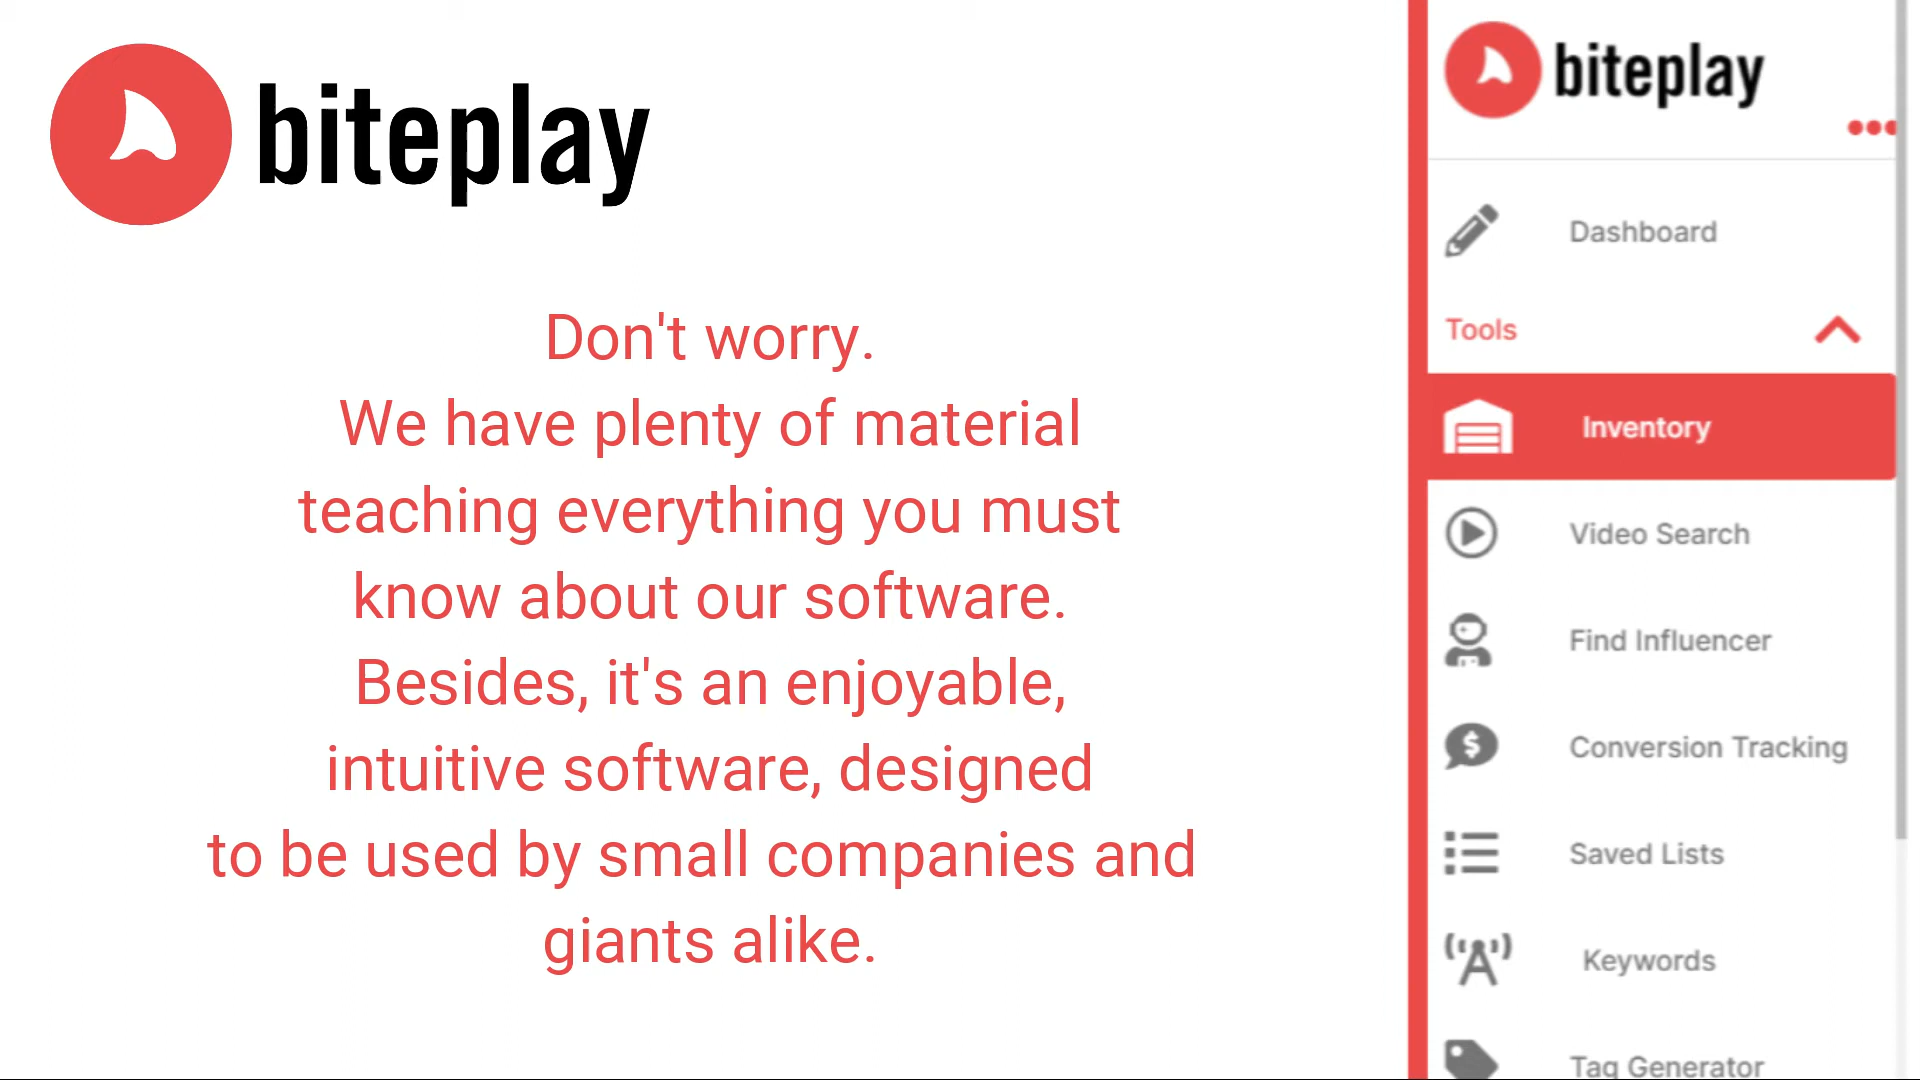 biteplay
Don't worry.
We have plenty of material
teaching everything you must
know about our software.
Besides, it's an enjoyable,
intuitive software, designed
to be used by small companies and
giants alike.
biteplay
Dashboard
Tools
Inventory
Video Search
Find Influencer
Conversion Tracking
Saved Lists
Keywords
Tag Generator